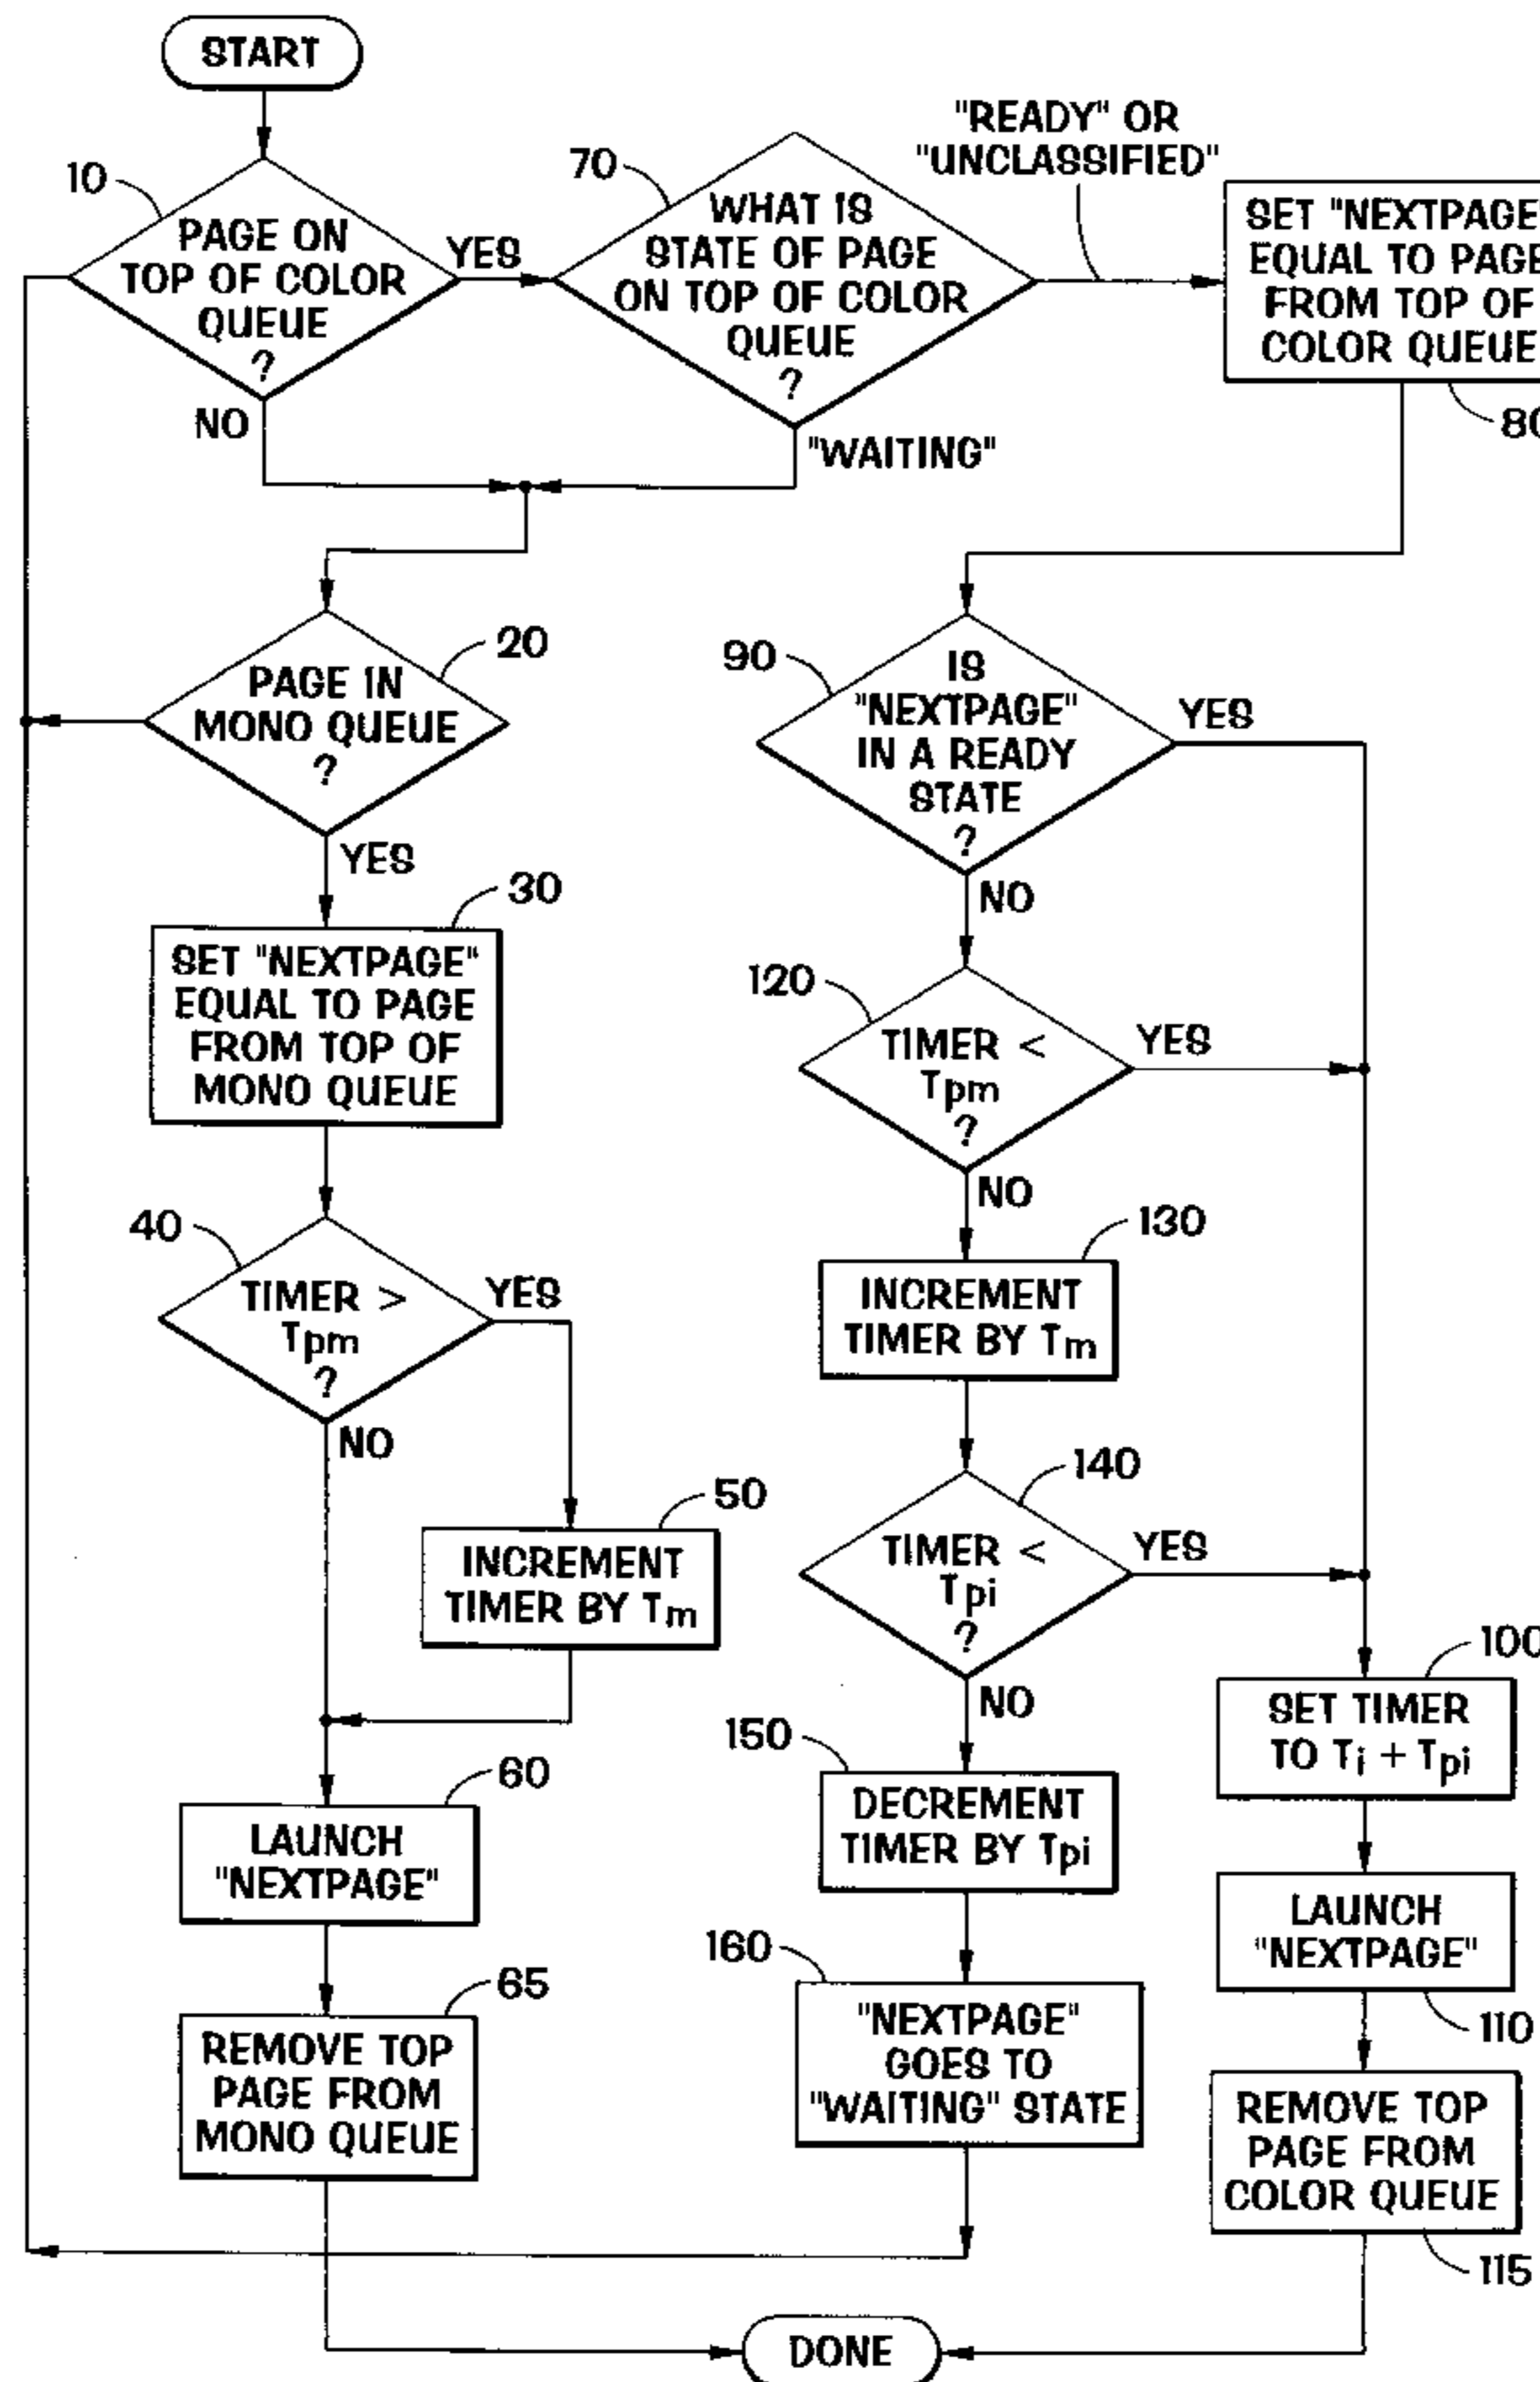 START
10
PAGE ON
TOP OF COLOR
QUEUE
?
YES
NO
70
WHAT IS
STATE OF PAGE
ON TOP OF COLOR
QUEUE
?
"READY" OR
"UNCLASSIFIED"
"WAITING"
SET "NEXTPAGE"
EQUAL TO PAGE
FROM TOP OF
COLOR QUEUE
80
20
PAGE IN
MONO QUEUE
?
YES
30
SET "NEXTPAGE"
EQUAL TO PAGE
FROM TOP OF
MONO QUEUE
40
TIMER >
Tpm
?
YES
NO
50
INCREMENT
TIMER BY Tm
60
LAUNCH
"NEXTPAGE"
65
REMOVE TOP
PAGE FROM
MONO QUEUE
90
IS
"NEXTPAGE"
IN A READY
STATE
?
YES
NO
120
TIMER <
Tpm
?
YES
NO
130
INCREMENT
TIMER BY Tm
140
TIMER <
Tpi
?
YES
NO
150
DECREMENT
TIMER BY Tpi
160
"NEXTPAGE"
GOES TO
"WAITING" STATE
100
SET TIMER
TO Ti + Tpi
LAUNCH
"NEXTPAGE"
110
REMOVE TOP
PAGE FROM
COLOR QUEUE
115
DONE